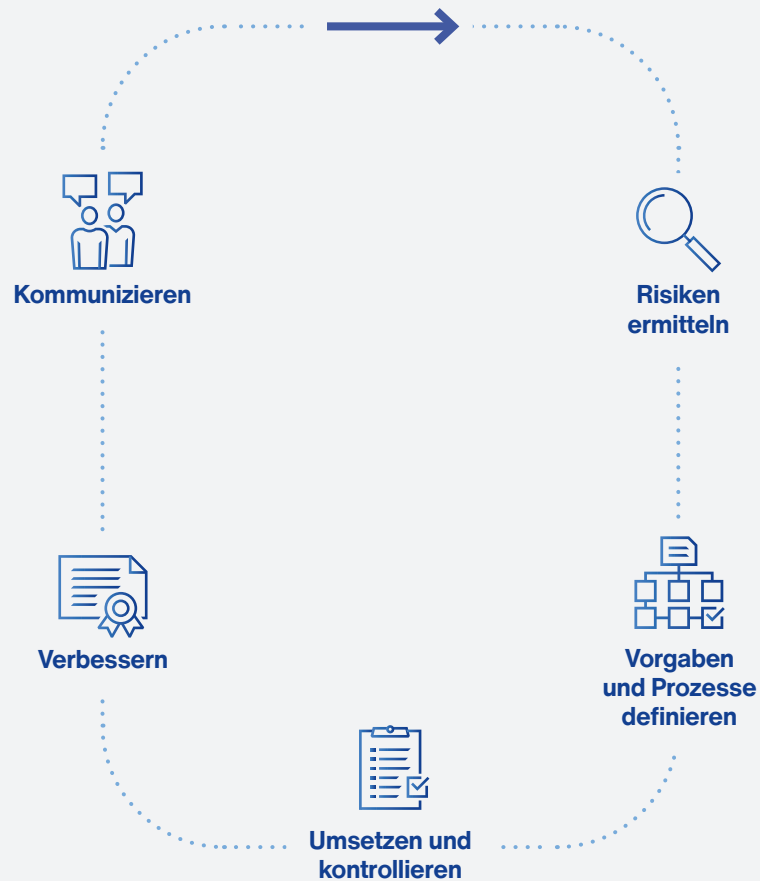 Kommunizieren
Risiken
ermitteln
Verbessern
Vorgaben
und Prozesse
definieren
Umsetzen und
kontrollieren